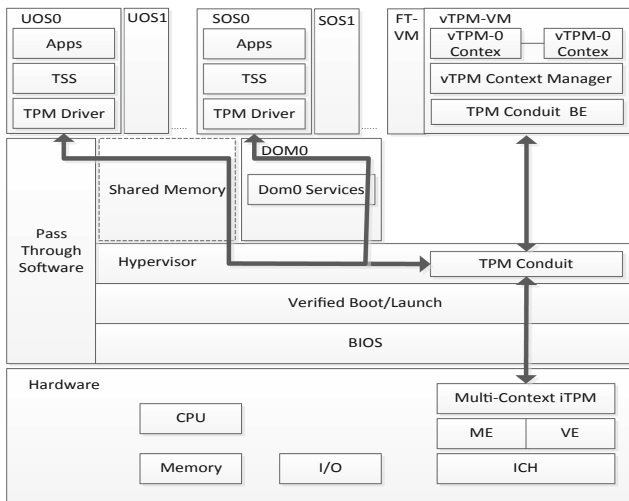 UOS0
UOS1
SOS0
SOS1
FT-
VM
vTPM-VM
Apps
Apps
vTPM-0
Contex
vTPM-0
Contex
TSS
TSS
vTPM Context Manager
TPM Driver
TPM Driver
TPM Conduit BE
......
......
DOM0
Shared Memory
Dom0 Services
Pass
Through
Software
Hypervisor
TPM Conduit
Verified Boot/Launch
BIOS
Hardware
Multi-Context iTPM
CPU
ME
VE
Memory
I/O
ICH